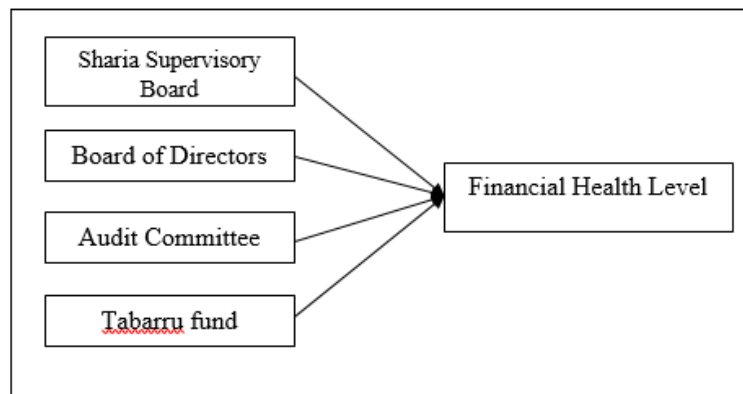 Sharia Supervisory
Board
Board of Directors
Audit Committee
Tabarru fund
Financial Health Level